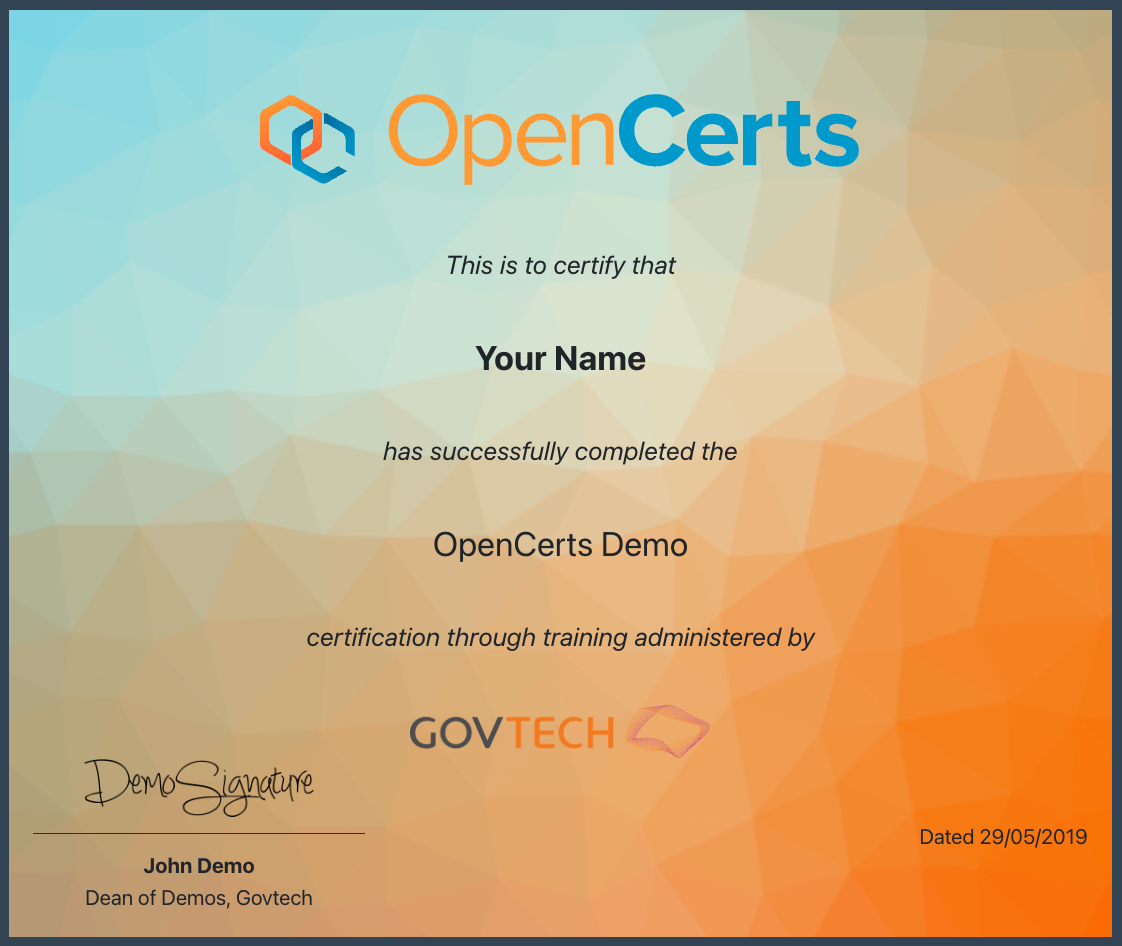 OpenCerts
This is to certify that
Your Name
has successfully completed the
OpenCerts Demo
certification through training administered by
GOVTECH
DemoSignature
John Demo
Dean of Demos, Govtech
Dated 29/05/2019